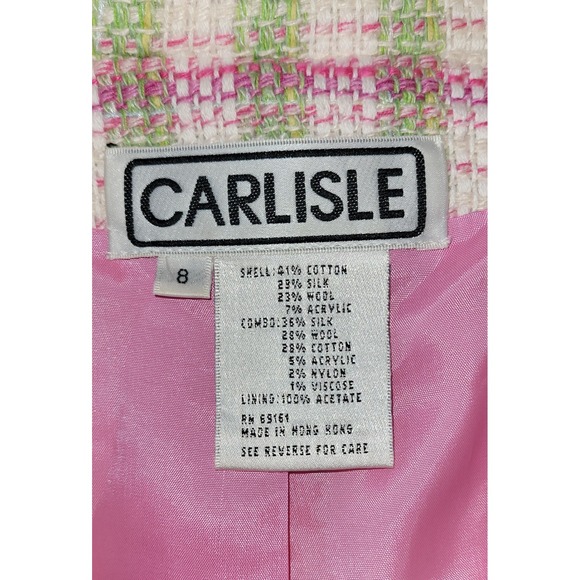 CARLISLE
8
SHELL:41% COTTON
29% SILK
23% WOOL
7% ACRYLIC
COMBO:36% SILK
28% WOOL
28% COTTON
5% ACRYLIC
2% NYLON
1% VISCOSE
LINING:100% ACETATE
RN 69161
MADE IN HONG KONG
SEE REVERSE FOR CARE